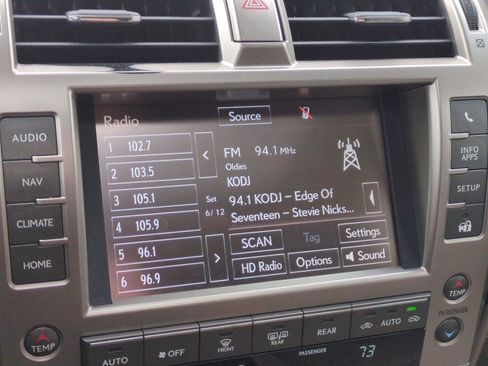 Radio
Source
1 102.7
2 103.5
3 105.1
4 105.9
5 96.1
6 96.9
Set
6/12
FM 94.1 MHz
Oldies
KODJ
94.1 KODJ – Edge Of
Seventeen – Stevie Nicks...
SCAN
Tag
Settings
HD Radio
Options
Sound
AUDIO
NAV
CLIMATE
HOME
INFO
APPS
SETUP
TEMP
AUTO
OFF
FRONT
REAR
REAR
AUTO
PASSENGER
73
TEMP
PASSENGER